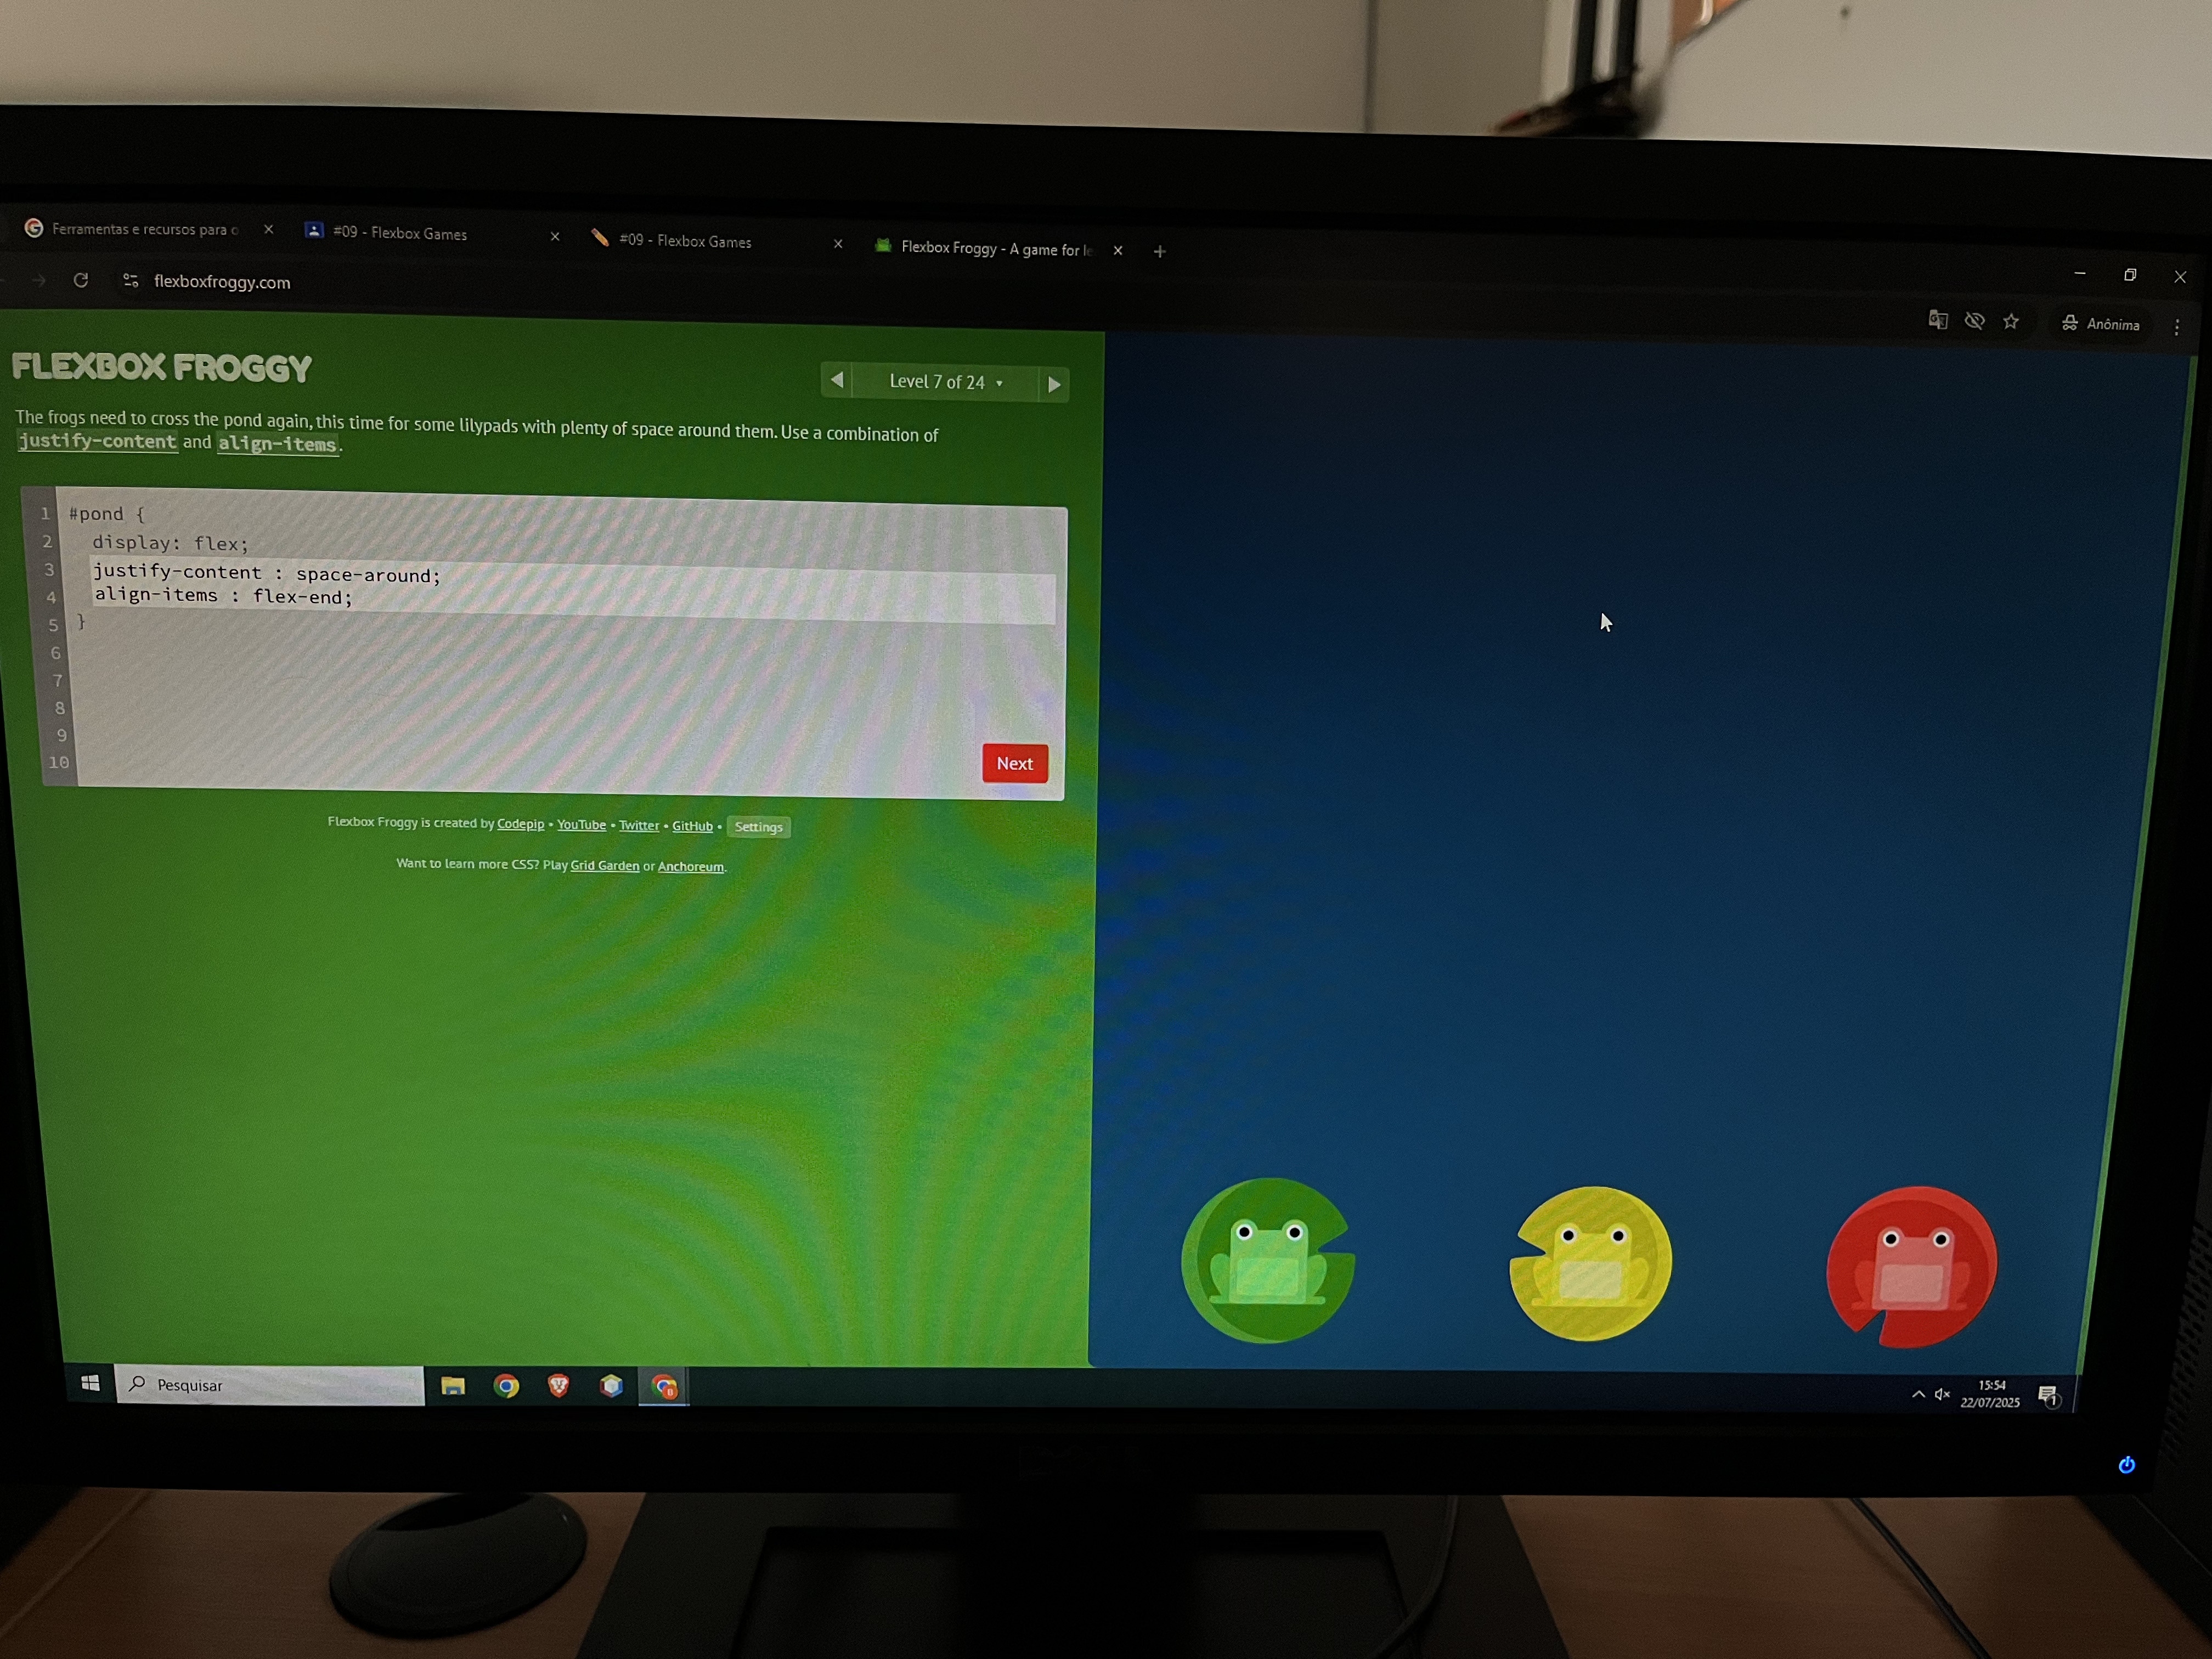 Ferramentas e recursos para o
#09 - Flexbox Games
#09 - Flexbox Games
Flexbox Froggy - A game for le
flexboxfroggy.com
Anônima
FLEXBOX FROGGY
Level 7 of 24
The frogs need to cross the pond again, this time for some lilypads with plenty of space around them. Use a combination of
justify-content and align-items.
1 #pond {
2 display: flex;
3 justify-content : space-around;
4 align-items : flex-end;
5 }
6
7
8
9
10
Next
Flexbox Froggy is created by Codepip • YouTube • Twitter • GitHub • Settings
Want to learn more CSS? Play Grid Garden or Anchoreum.
Pesquisar
15:54
22/07/2025
1